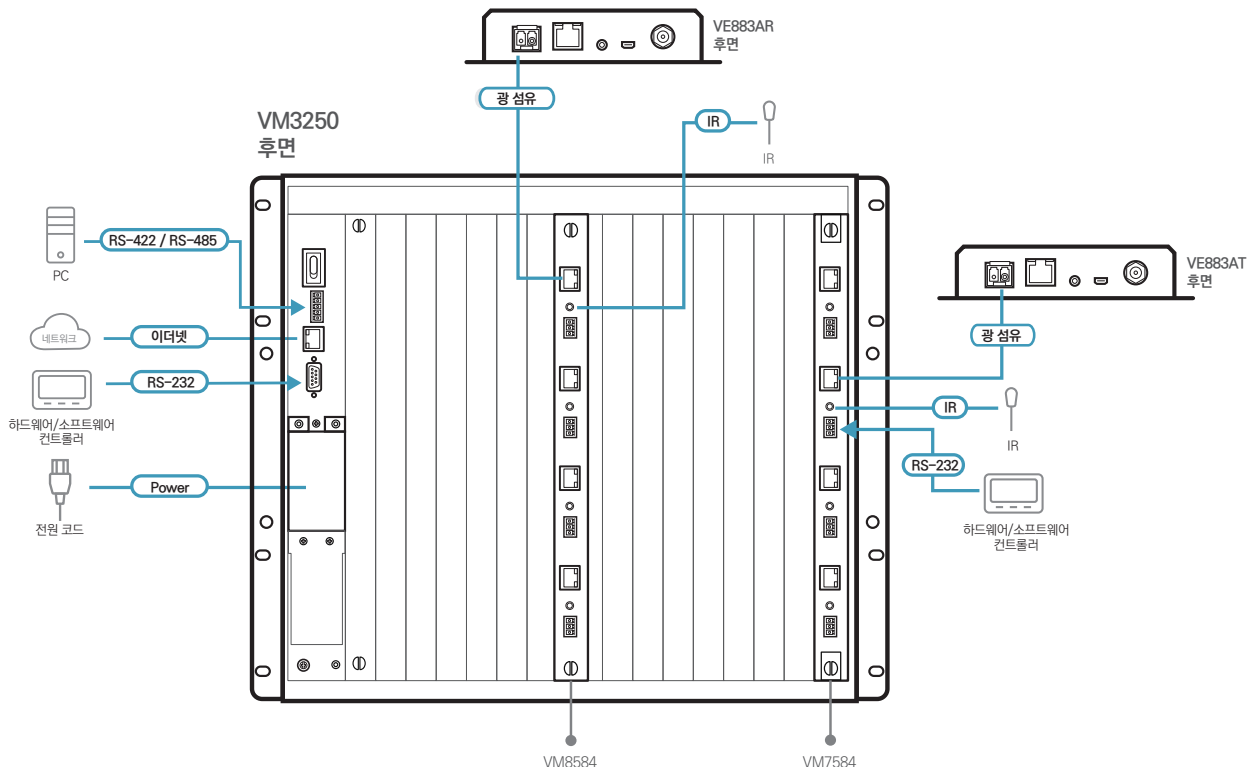 VE883AR
후면
광 섬유
VM3250
후면
IR
IR
RS-422 / RS-485
PC
VE883AT
후면
네트워크
이더넷
광 섬유
RS-232
하드웨어/소프트웨어
컨트롤러
IR
IR
RS-232
Power
전원 코드
하드웨어/소프트웨어
컨트롤러
VM8584
VM7584